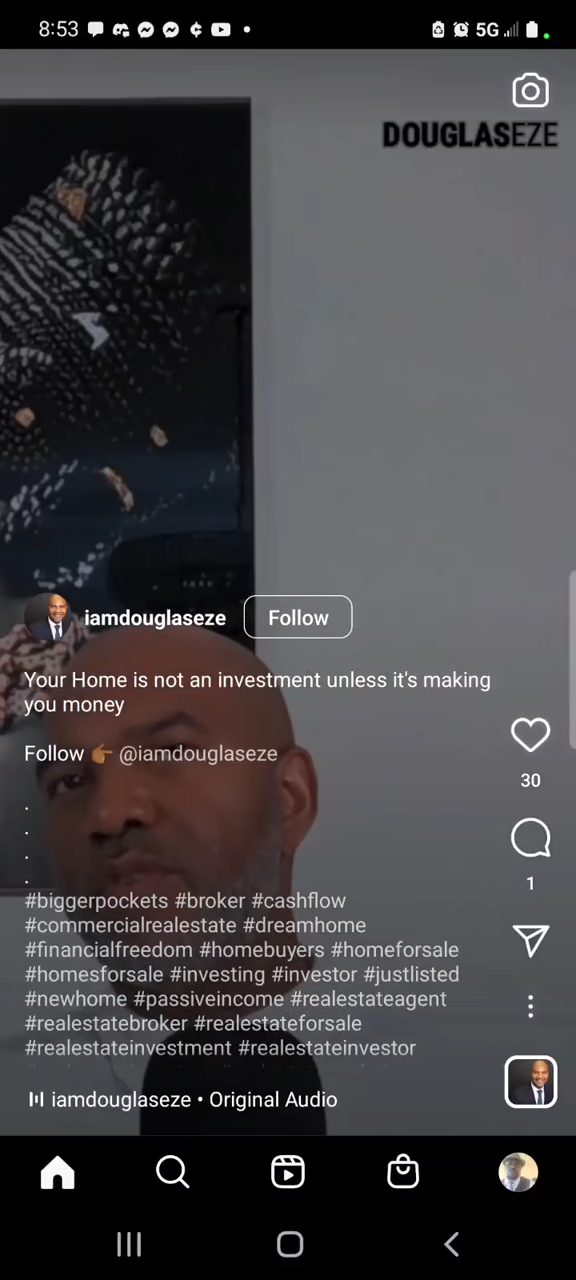 8:53
5G
DOUGLASEZE
iamdouglaseze
Follow
Your Home is not an investment unless it's making
you money
Follow 👉🏾 @iamdouglaseze
.
.
.
.
#biggerpockets #broker #cashflow
#commercialrealestate #dreamhome
#financialfreedom #homebuyers #homeforsale
#homesforsale #investing #investor #justlisted
#newhome #passiveincome #realestateagent
#realestatebroker #realestateforsale
#realestateinvestment #realestateinvestor
30
1
iamdouglaseze • Original Audio